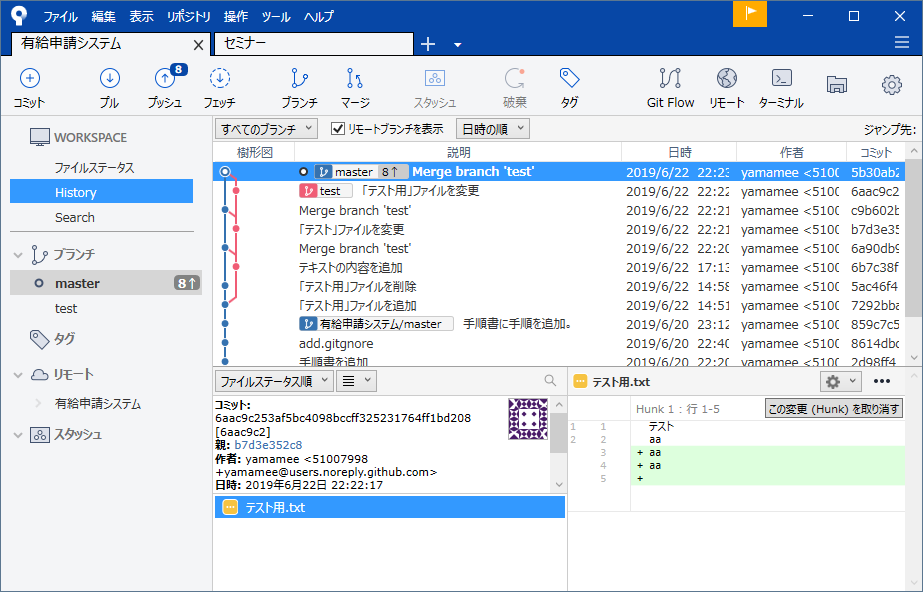 ファイル 編集 表示 リポジトリ 操作 ツール ヘルプ
有給申請システム セミナー
8
コミット プル プッシュ フェッチ ブランチ マージ スタッシュ 破棄 タグ Git Flow リモート ターミナル
WORKSPACE
ファイルステータス
History
Search
ブランチ
master 8↑
test
タグ
リモート
有給申請システム
スタッシュ
すべてのブランチ リモートブランチを表示 日時の順 ジャンプ先:
樹形図 説明 日時 作者 コミット
master 8↑ Merge branch 'test' 2019/6/22 22:23 yamamee <5100 5b30ab2
test 「テスト用」ファイルを変更 2019/6/22 22:22 yamamee <5100 6aac9c2
Merge branch 'test' 2019/6/22 22:21 yamamee <5100 c9b602b
「テスト」ファイルを変更 2019/6/22 22:21 yamamee <5100 b7d3e35
Merge branch 'test' 2019/6/22 22:20 yamamee <5100 6a90db9
テキストの内容を追加 2019/6/22 17:13 yamamee <5100 6b7c38f
「テスト用」ファイルを削除 2019/6/22 14:58 yamamee <5100 5ac46f4
「テスト用」ファイルを追加 2019/6/22 14:51 yamamee <5100 7292bba
有給申請システム/master 手順書に手順を追加。 2019/6/20 23:12 yamamee <5100 859c7c5
add.gitgnore 2019/6/20 22:40 yamamee <5100 8614dbc
手順書を追加 2019/6/20 22:20 yamamee <5100 2d98ff4
ファイルステータス順
コミット:
6aac9c253af5bc4098bccff325231764ff1bd208
[6aac9c2]
親: b7d3e352c8
作者: yamamee <51007998
+yamamee@users.noreply.github.com>
日時: 2019年6月22日 22:22:17
テスト用.txt
テスト用.txt
Hunk 1：行 1-5 この変更 (Hunk) を取り消す
1 1 テスト
2 2 aa
3 + aa
4 + aa
5 +